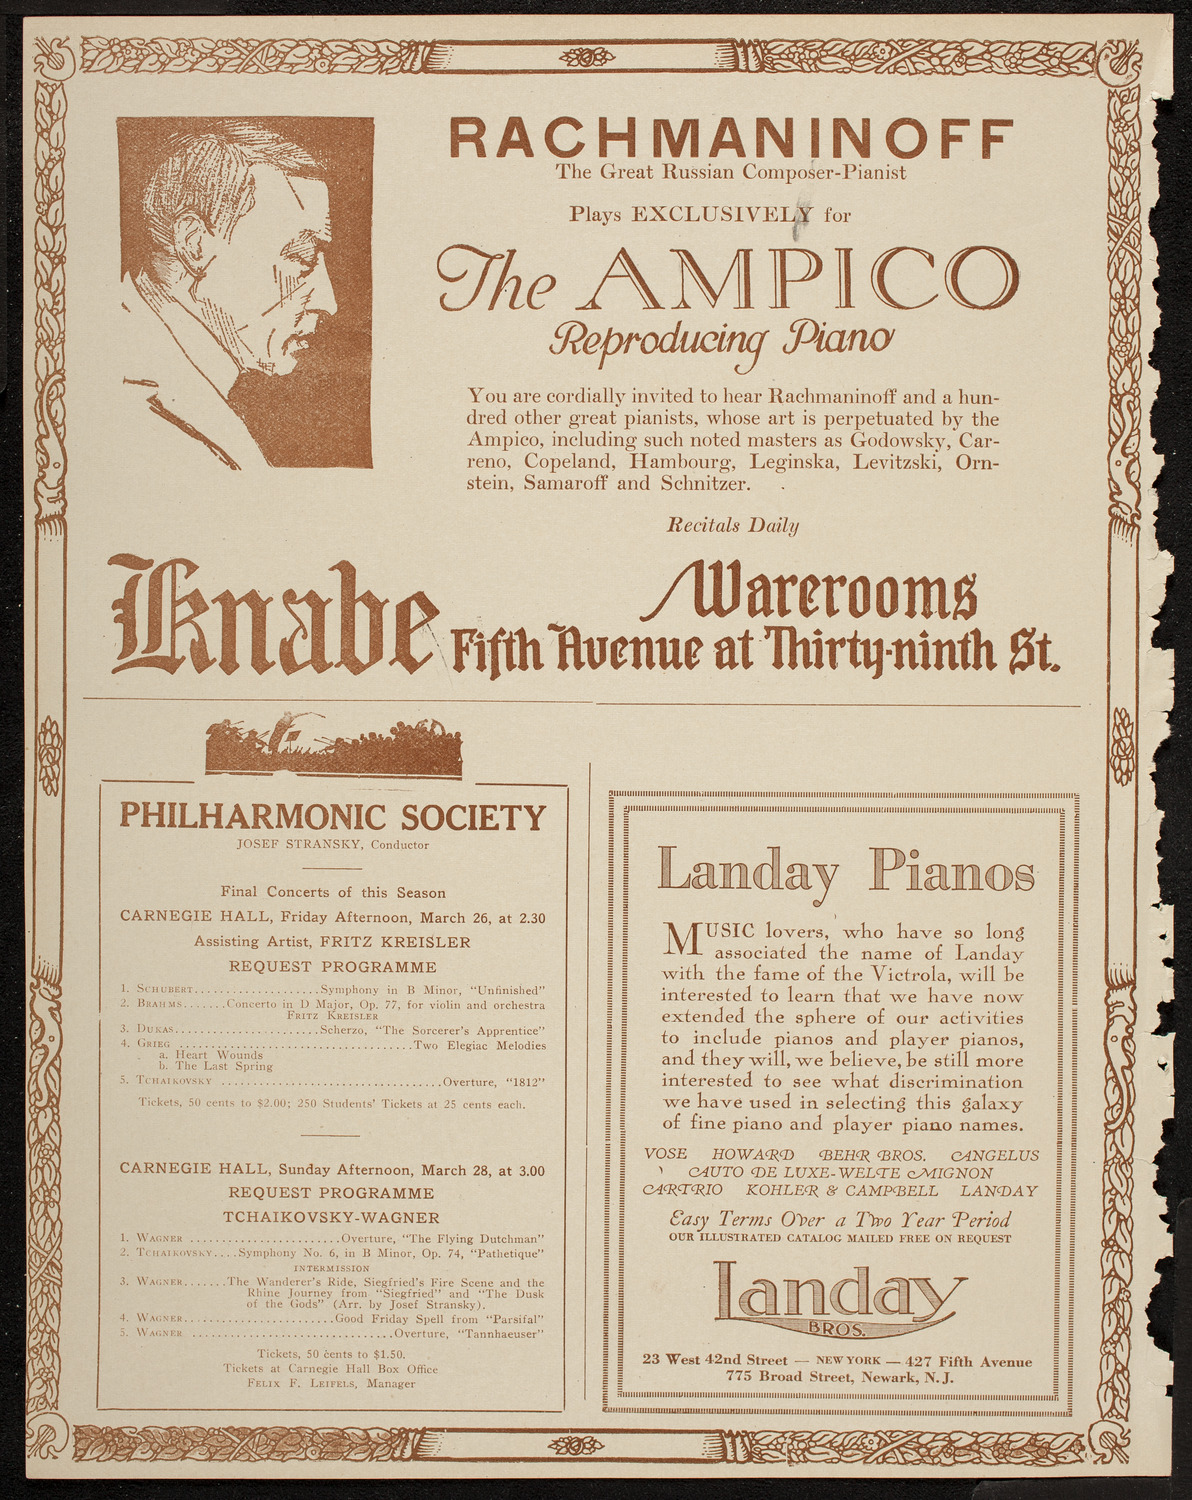 RACHMANINOFF
The Great Russian Composer-Pianist
Plays EXCLUSIVELY for
The AMPICO
Reproducing Piano
You are cordially invited to hear Rachmaninoff and a hun-
dred other great pianists, whose art is perpetuated by the
Ampico, including such noted masters as Godowsky, Car-
reno, Copeland, Hambourg, Leginska, Levitzski, Orn-
stein, Samaroff and Schnitzer.
Recitals Daily
Knabe Warerooms
Fifth Avenue at Thirty-ninth St.
PHILHARMONIC SOCIETY
JOSEF STRANSKY, Conductor
Final Concerts of this Season
CARNEGIE HALL, Friday Afternoon, March 26, at 2.30
Assisting Artist, FRITZ KREISLER
REQUEST PROGRAMME
1. SCHUBERT....................Symphony in B Minor, "Unfinished"
2. BRAHMS.......Concerto in D Major, Op. 77, for violin and orchestra
FRITZ KREISLER
3. DUKAS.......................Scherzo, "The Sorcerer's Apprentice"
4. GRIEG .....................................Two Elegiac Melodies
a. Heart Wounds
b. The Last Spring
5. TCHAIKOVSKY ...................................Overture, "1812"
Tickets, 50 cents to $2.00; 250 Students' Tickets at 25 cents each.
CARNEGIE HALL, Sunday Afternoon, March 28, at 3.00
REQUEST PROGRAMME
TCHAIKOVSKY-WAGNER
1. WAGNER ........................Overture, "The Flying Dutchman"
2. TCHAIKOVSKY....Symphony No. 6, in B Minor, Op. 74, "Pathetique"
INTERMISSION
3. WAGNER.......The Wanderer's Ride, Siegfried's Fire Scene and the
Rhine Journey from "Siegfried" and "The Dusk
of the Gods" (Arr. by Josef Stransky).
4. WAGNER........................Good Friday Spell from "Parsifal"
5. WAGNER ................................Overture, "Tannhaeuser"
Tickets, 50 cents to $1.50.
Tickets at Carnegie Hall Box Office
FELIX F. LEIFELS, Manager
Landay Pianos
MUSIC lovers, who have so long
associated the name of Landay
with the fame of the Victrola, will be
interested to learn that we have now
extended the sphere of our activities
to include pianos and player pianos,
and they will, we believe, be still more
interested to see what discrimination
we have used in selecting this galaxy
of fine piano and player piano names.
VOSE HOWARD BEHR BROS. ANGELUS
AUTO DE LUXE-WELTE MIGNON
ARTRIO KOHLER & CAMPBELL LANDAY
Easy Terms Over a Two Year Period
OUR ILLUSTRATED CATALOG MAILED FREE ON REQUEST
Landay
BROS.
23 West 42nd Street — NEW YORK — 427 Fifth Avenue
775 Broad Street, Newark, N. J.